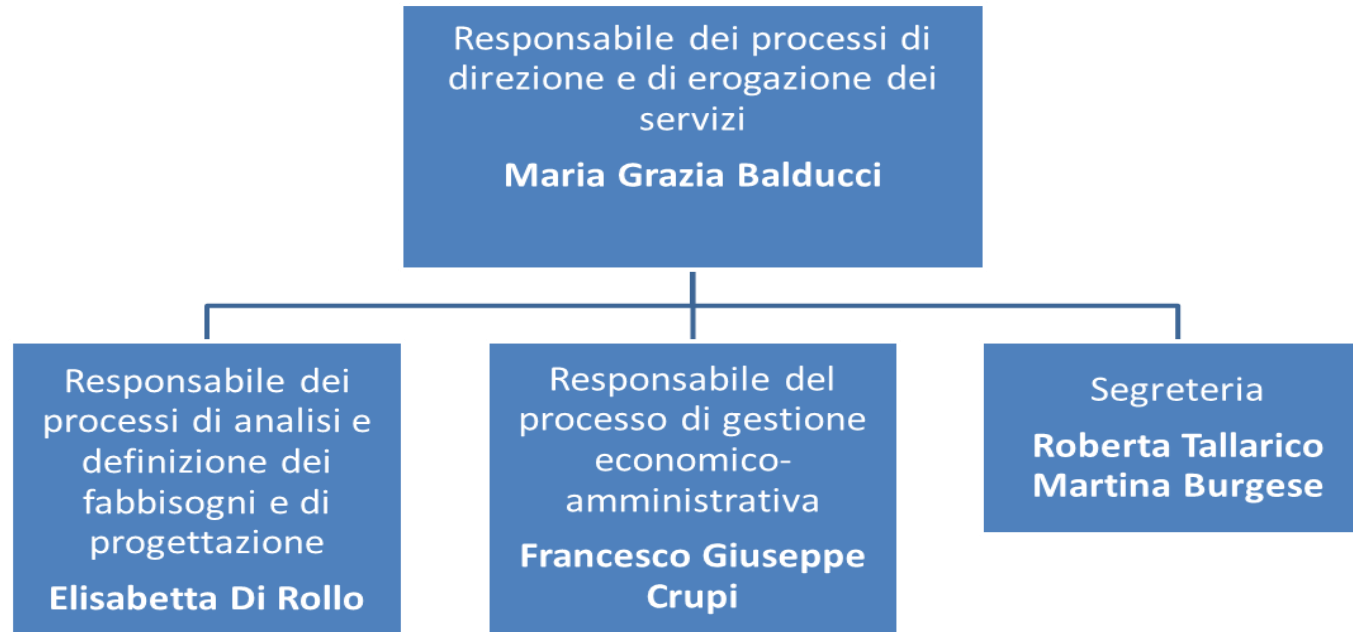 Responsabile dei processi di
direzione e di erogazione dei
servizi
Maria Grazia Balducci
Responsabile dei
processi di analisi e
definizione dei
fabbisogni e di
progettazione
Elisabetta Di Rollo
Responsabile del
processo di gestione
economico-
amministrativa
Francesco Giuseppe
Crupi
Segreteria
Roberta Tallarico
Martina Burgese